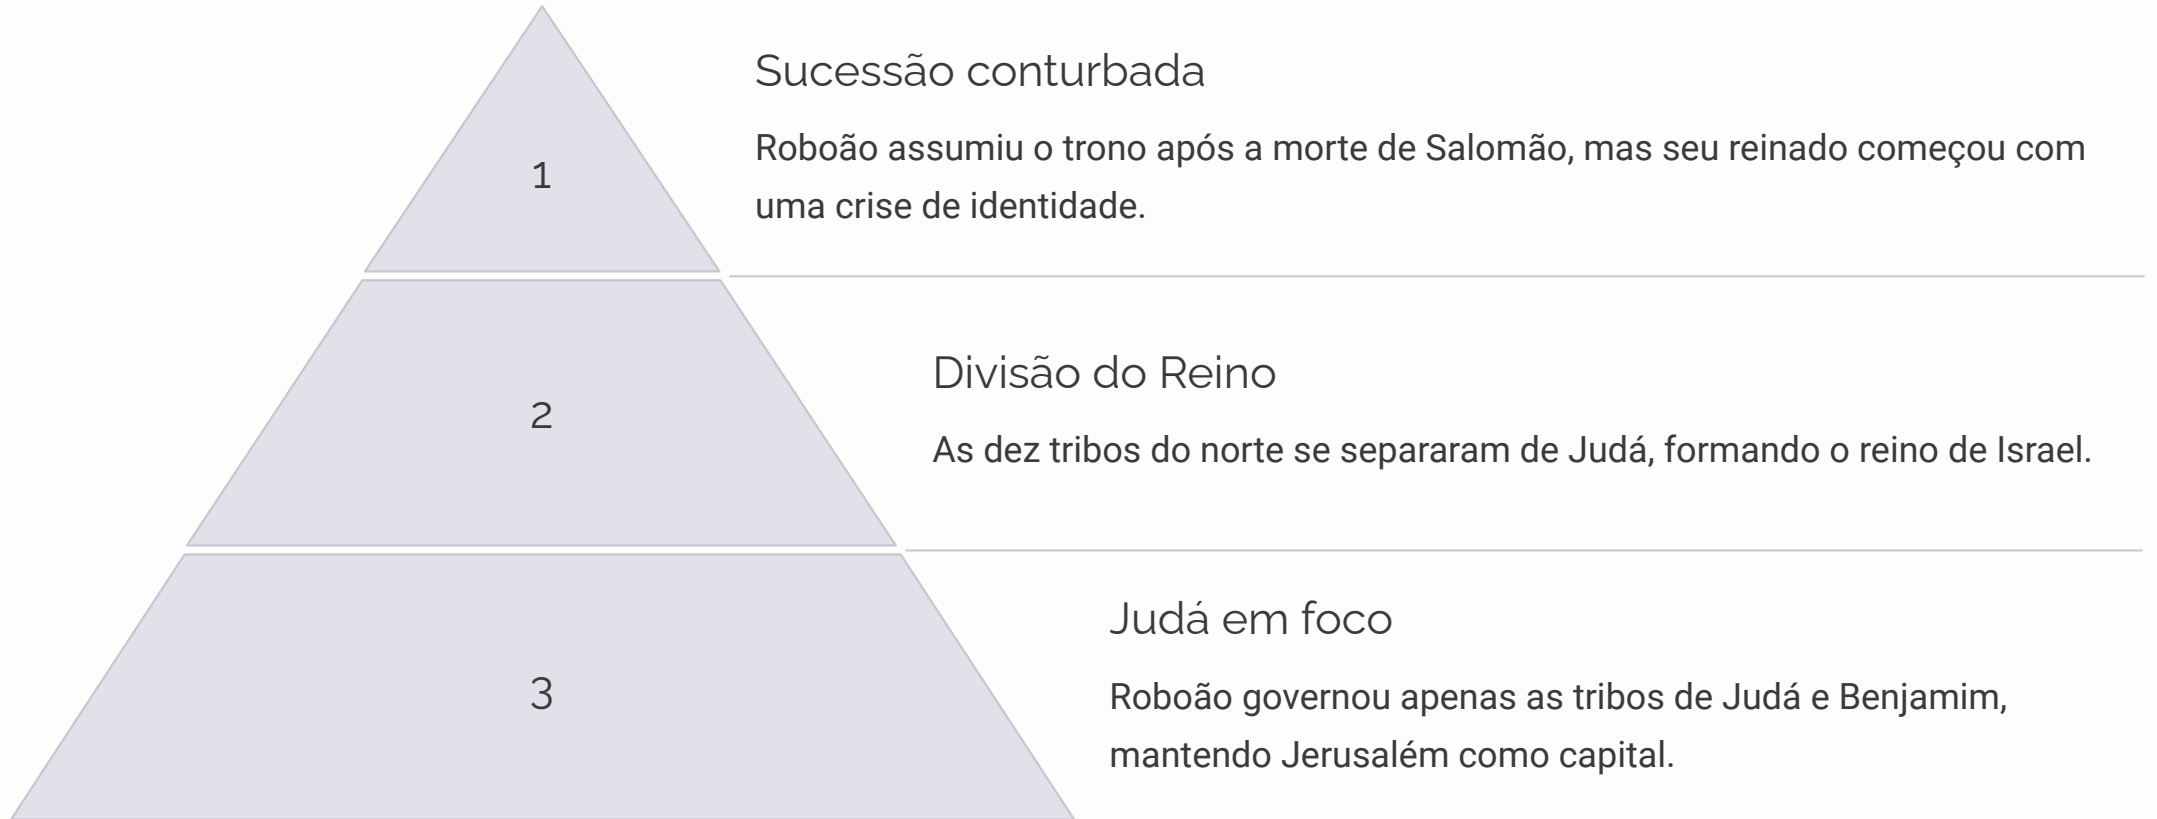 1
Sucessão conturbada
Roboão assumiu o trono após a morte de Salomão, mas seu reinado começou com
uma crise de identidade.
2
Divisão do Reino
As dez tribos do norte se separaram de Judá, formando o reino de Israel.
3
Judá em foco
Roboão governou apenas as tribos de Judá e Benjamim,
mantendo Jerusalém como capital.